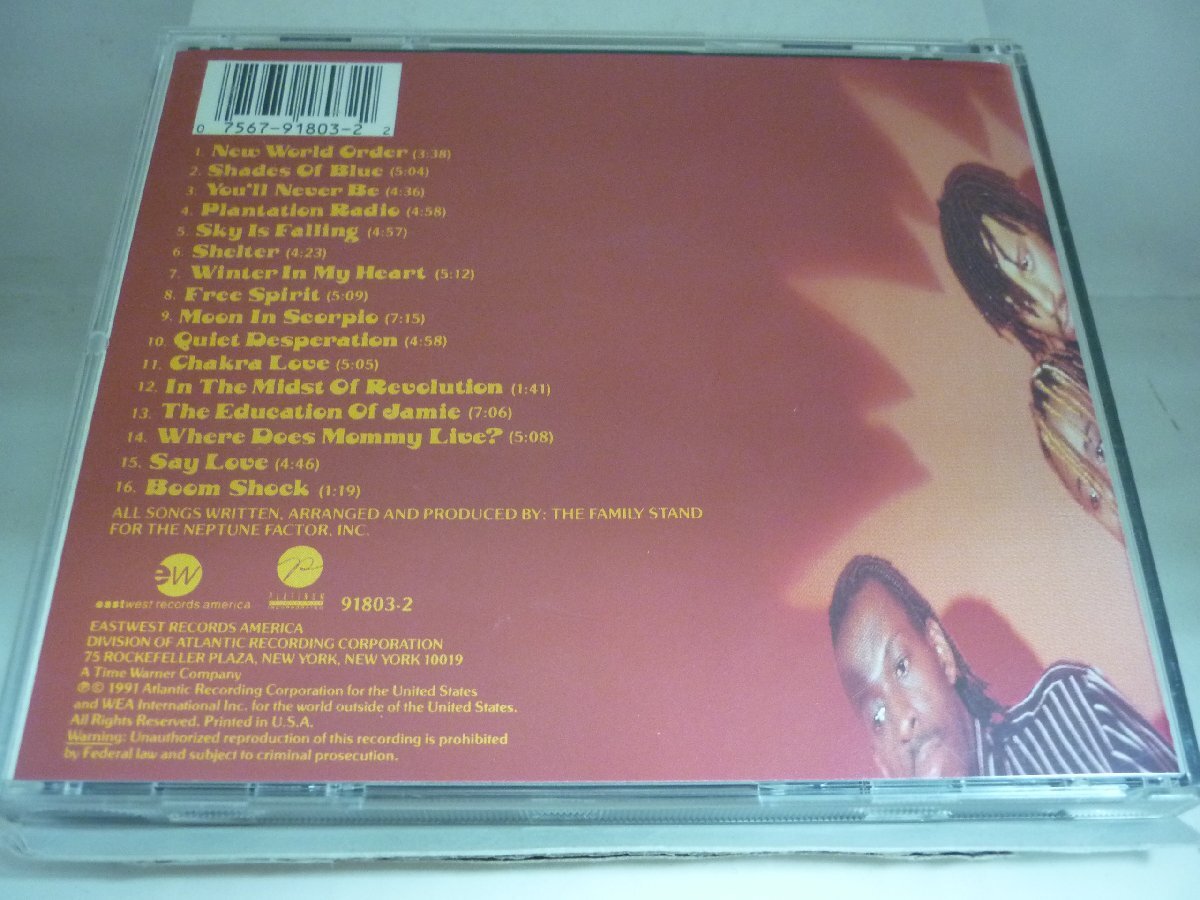 0 7567-91803-2 2
1. New World Order (3:38)
2. Shades Of Blue (5:04)
3 You'll Never Be (4:36)
4. Plantation Radio (4:58)
5. Sky Is Falling (4:57)
6. Shelter (4:23)
7. Winter In My Heart (5:12)
8. Free Spirit (5:09)
9. Moon In Scorpio (7:15)
10. Quiet Desperation (4:58)
11. Chakra Love (5:05)
12. In The Midst Of Revolution (1:41)
13. The Education Of Jamie (7:06)
14. Where Does Mommy Live? (5:08)
15. Say Love (4:46)
16. Boom Shock (1:19)
ALL SONGS WRITTEN, ARRANGED AND PRODUCED BY: THE FAMILY STAND
FOR THE NEPTUNE FACTOR, INC.
ew
eastwest records america
PLATINUM
91803-2
EASTWEST RECORDS AMERICA
DIVISION OF ATLANTIC RECORDING CORPORATION
75 ROCKEFELLER PLAZA, NEW YORK, NEW YORK 10019
A Time Warner Company
℗© 1991 Atlantic Recording Corporation for the United States
and WEA International Inc. for the world outside of the United States.
All Rights Reserved. Printed in U.S.A.
Warning: Unauthorized reproduction of this recording is prohibited
by Federal law and subject to criminal prosecution.